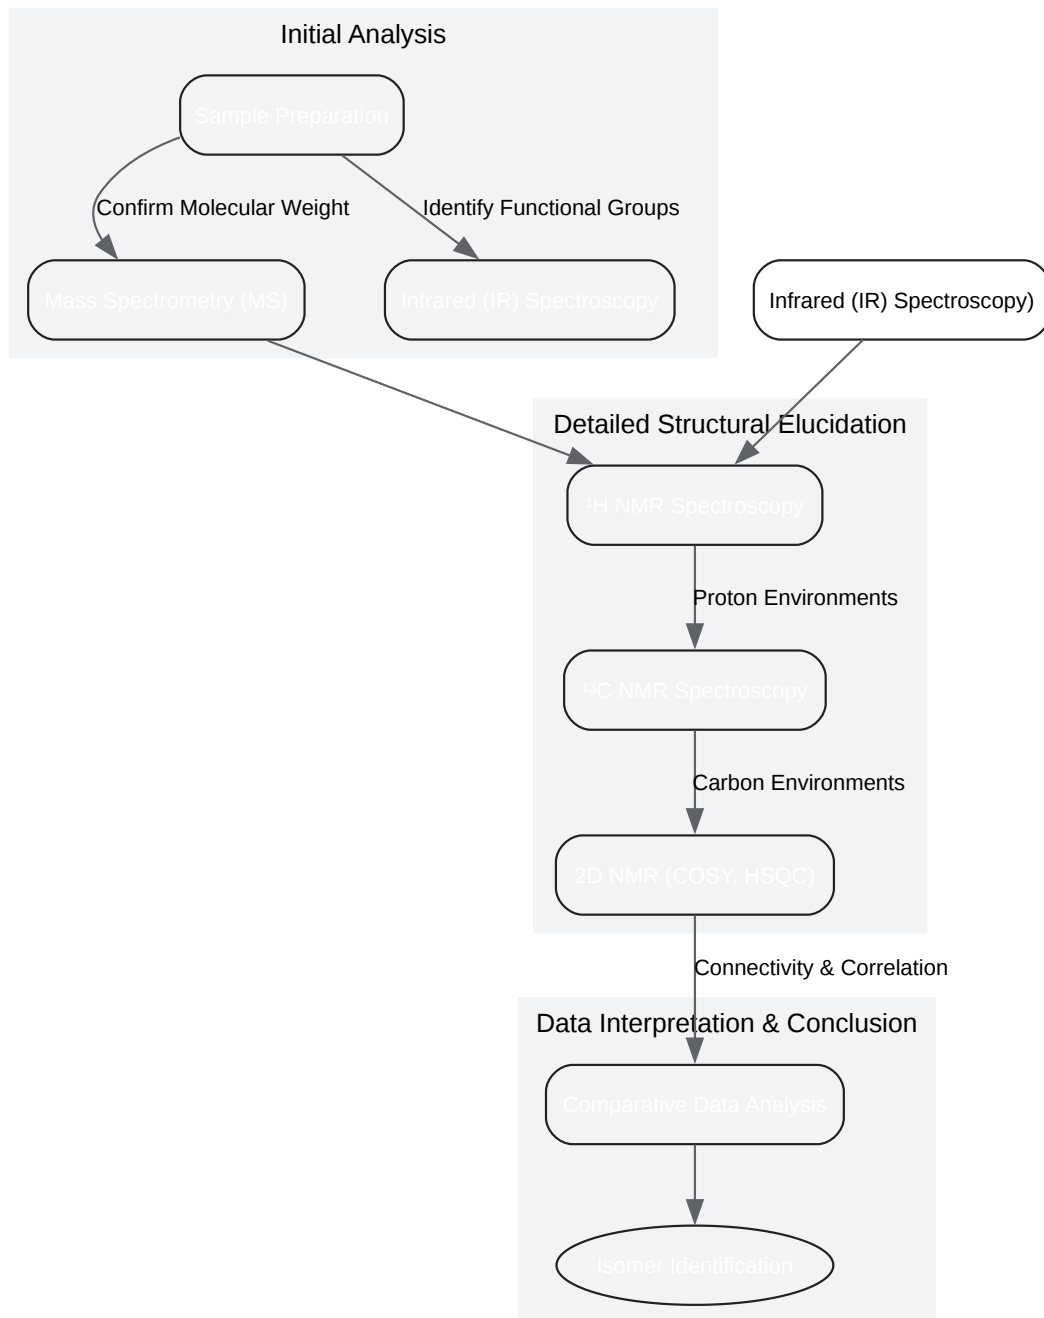 Initial Analysis
Sample Preparation
Confirm Molecular Weight
Identify Functional Groups
Mass Spectrometry (MS)
Infrared (IR) Spectroscopy
Infrared (IR) Spectroscopy)
Detailed Structural Elucidation
¹H NMR Spectroscopy
Proton Environments
¹³C NMR Spectroscopy
Carbon Environments
2D NMR (COSY, HSQC)
Connectivity & Correlation
Data Interpretation & Conclusion
Comparative Data Analysis
Isomer Identification